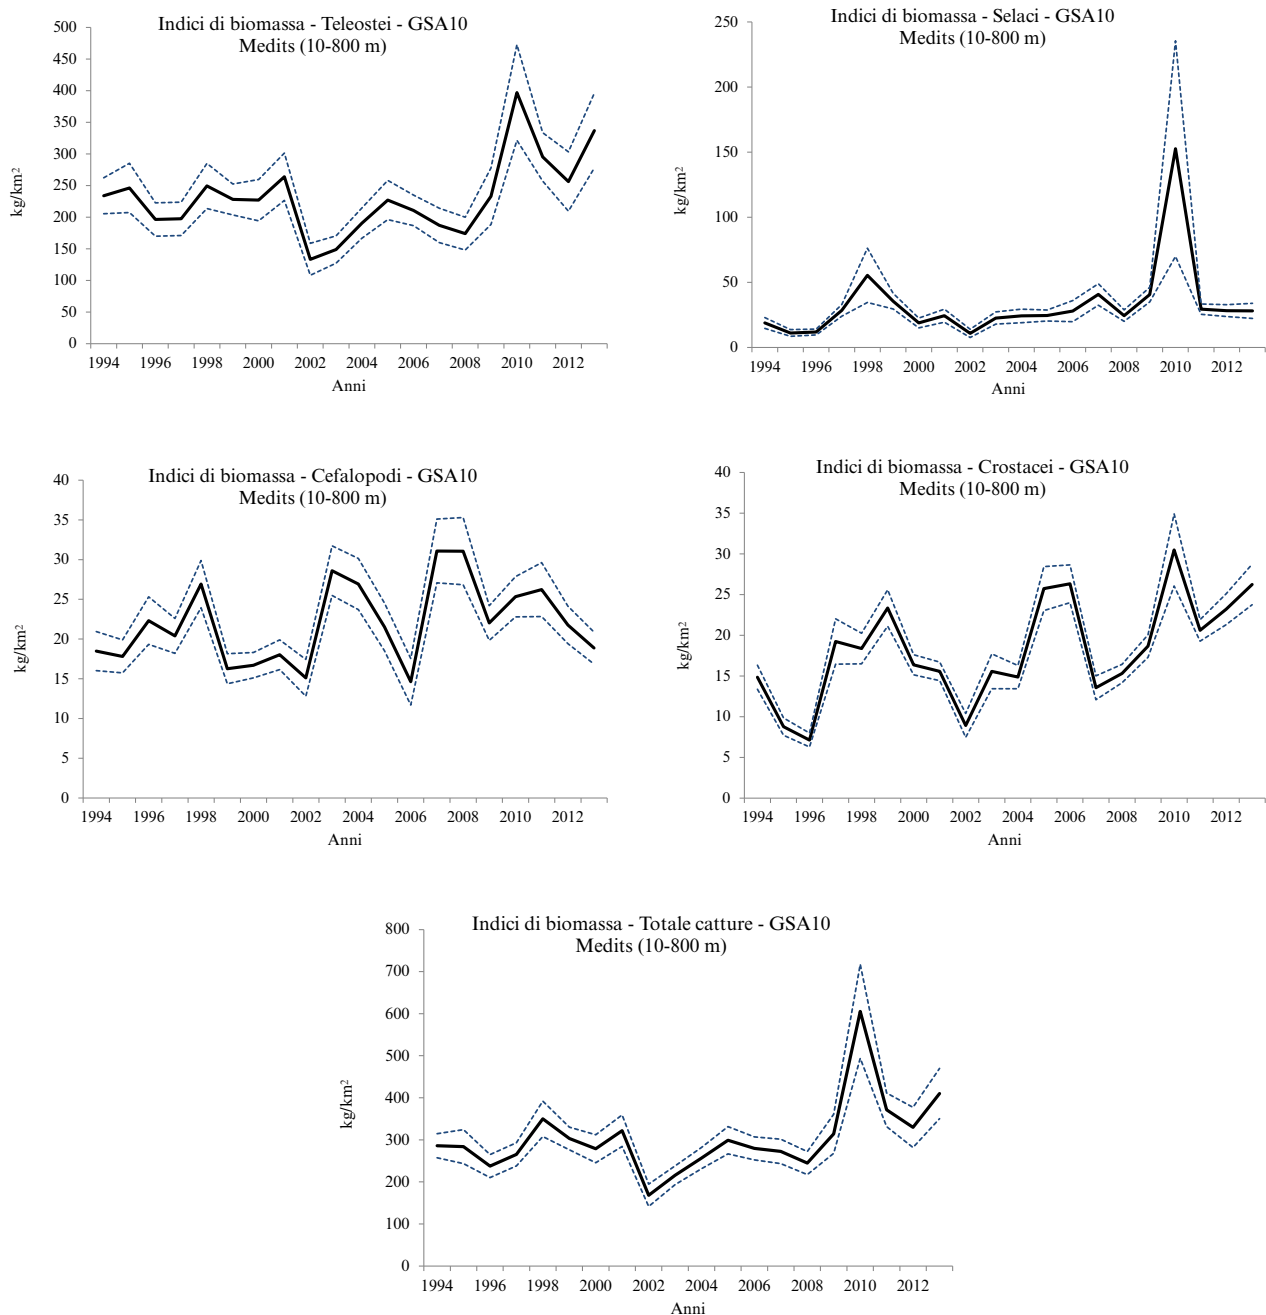 Indici di biomassa - Teleostei - GSA10
Medits (10-800 m)
500
450
400
350
300
250
200
150
100
50
0
kg/km²
1994 1996 1998 2000 2002 2004 2006 2008 2010 2012
Anni
Indici di biomassa - Selaci - GSA10
Medits (10-800 m)
250
200
150
100
50
0
kg/km²
1994 1996 1998 2000 2002 2004 2006 2008 2010 2012
Anni
Indici di biomassa - Cefalopodi - GSA10
Medits (10-800 m)
40
35
30
25
20
15
10
5
0
kg/km²
1994 1996 1998 2000 2002 2004 2006 2008 2010 2012
Anni
Indici di biomassa - Crostacei - GSA10
Medits (10-800 m)
40
35
30
25
20
15
10
5
0
kg/km²
1994 1996 1998 2000 2002 2004 2006 2008 2010 2012
Anni
Indici di biomassa - Totale catture - GSA10
Medits (10-800 m)
800
700
600
500
400
300
200
100
0
kg/km²
1994 1996 1998 2000 2002 2004 2006 2008 2010 2012
Anni